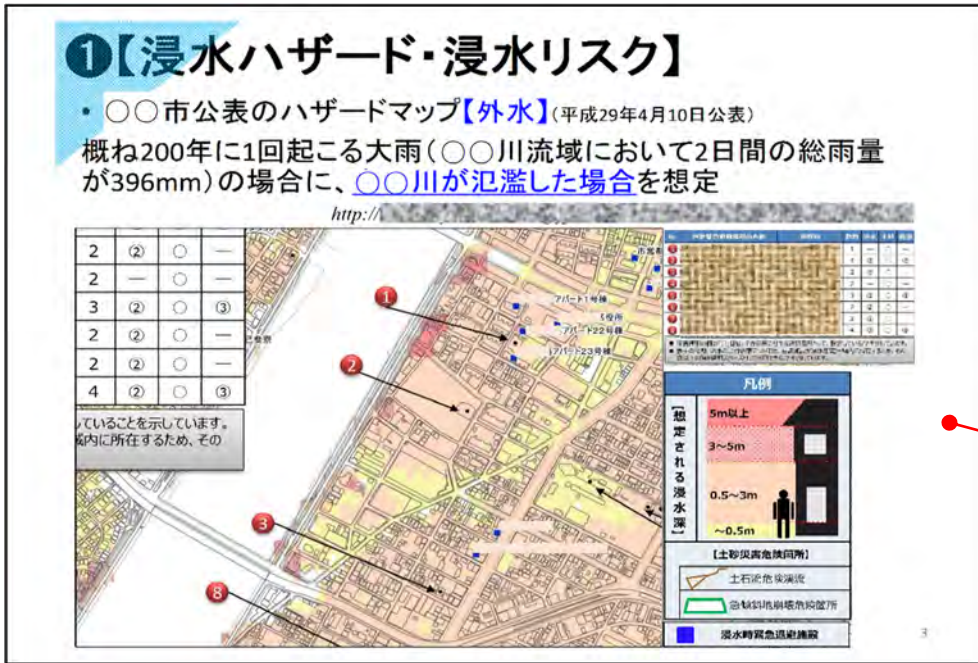 ❶【浸水ハザード・浸水リスク】
• ○○市公表のハザードマップ【外水】(平成29年4月10日公表)
概ね200年に1回起こる大雨(○○川流域において2日間の総雨量
が396mm)の場合に、○○川が氾濫した場合を想定
http://
2 ② ○ —
2 — ○ —
3 ② ○ ③
2 ② ○ —
2 ② ○ —
4 ② ○ ③
ていることを示しています。
域内に所在するため、その
1
2
3
8
アパート1号棟
役所
アパート22号棟
アパート23号棟
凡例
【想定される浸水深】
5m以上
3~5m
0.5~3m
~0.5m
【土砂災害危険箇所】
土石流危険渓流
急傾斜地崩壊危険箇所
浸水時緊急退避施設
3